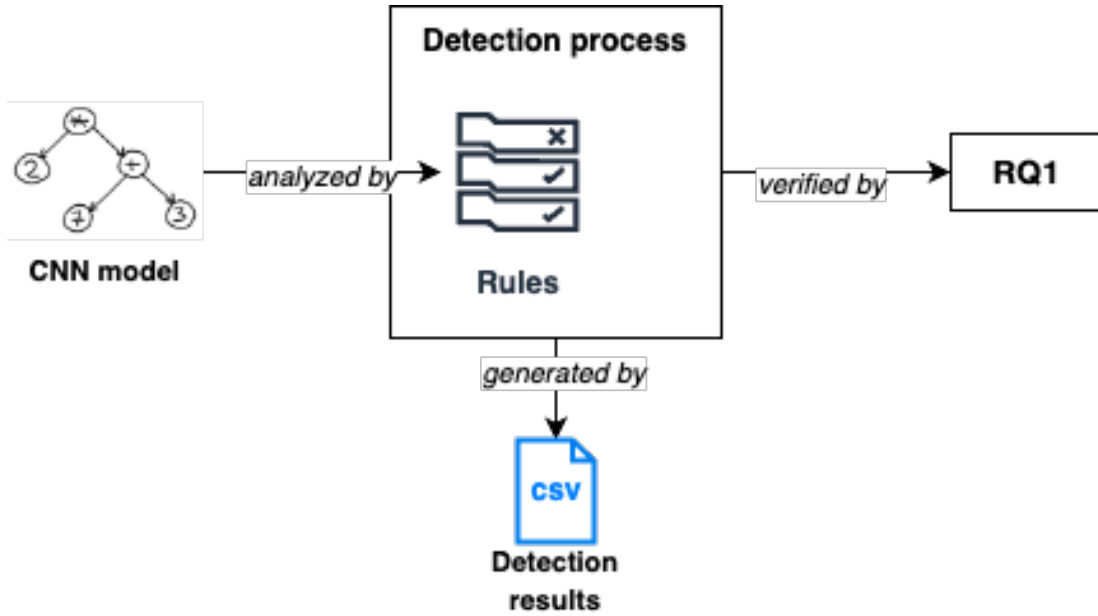 Detection process
*
2
+
7
3
analyzed by
verified by
RQ1
CNN model
Rules
generated by
CSV
Detection
results